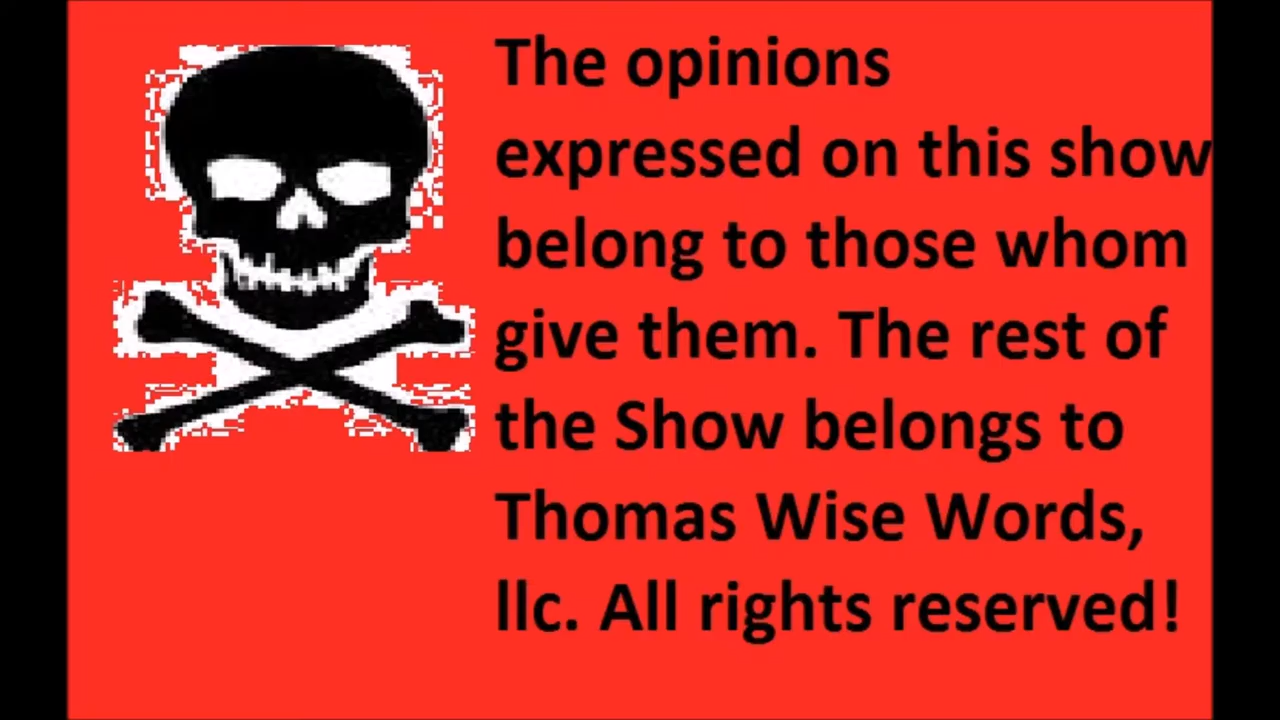 The opinions
expressed on this show
belong to those whom
give them. The rest of
the Show belongs to
Thomas Wise Words,
llc. All rights reserved!